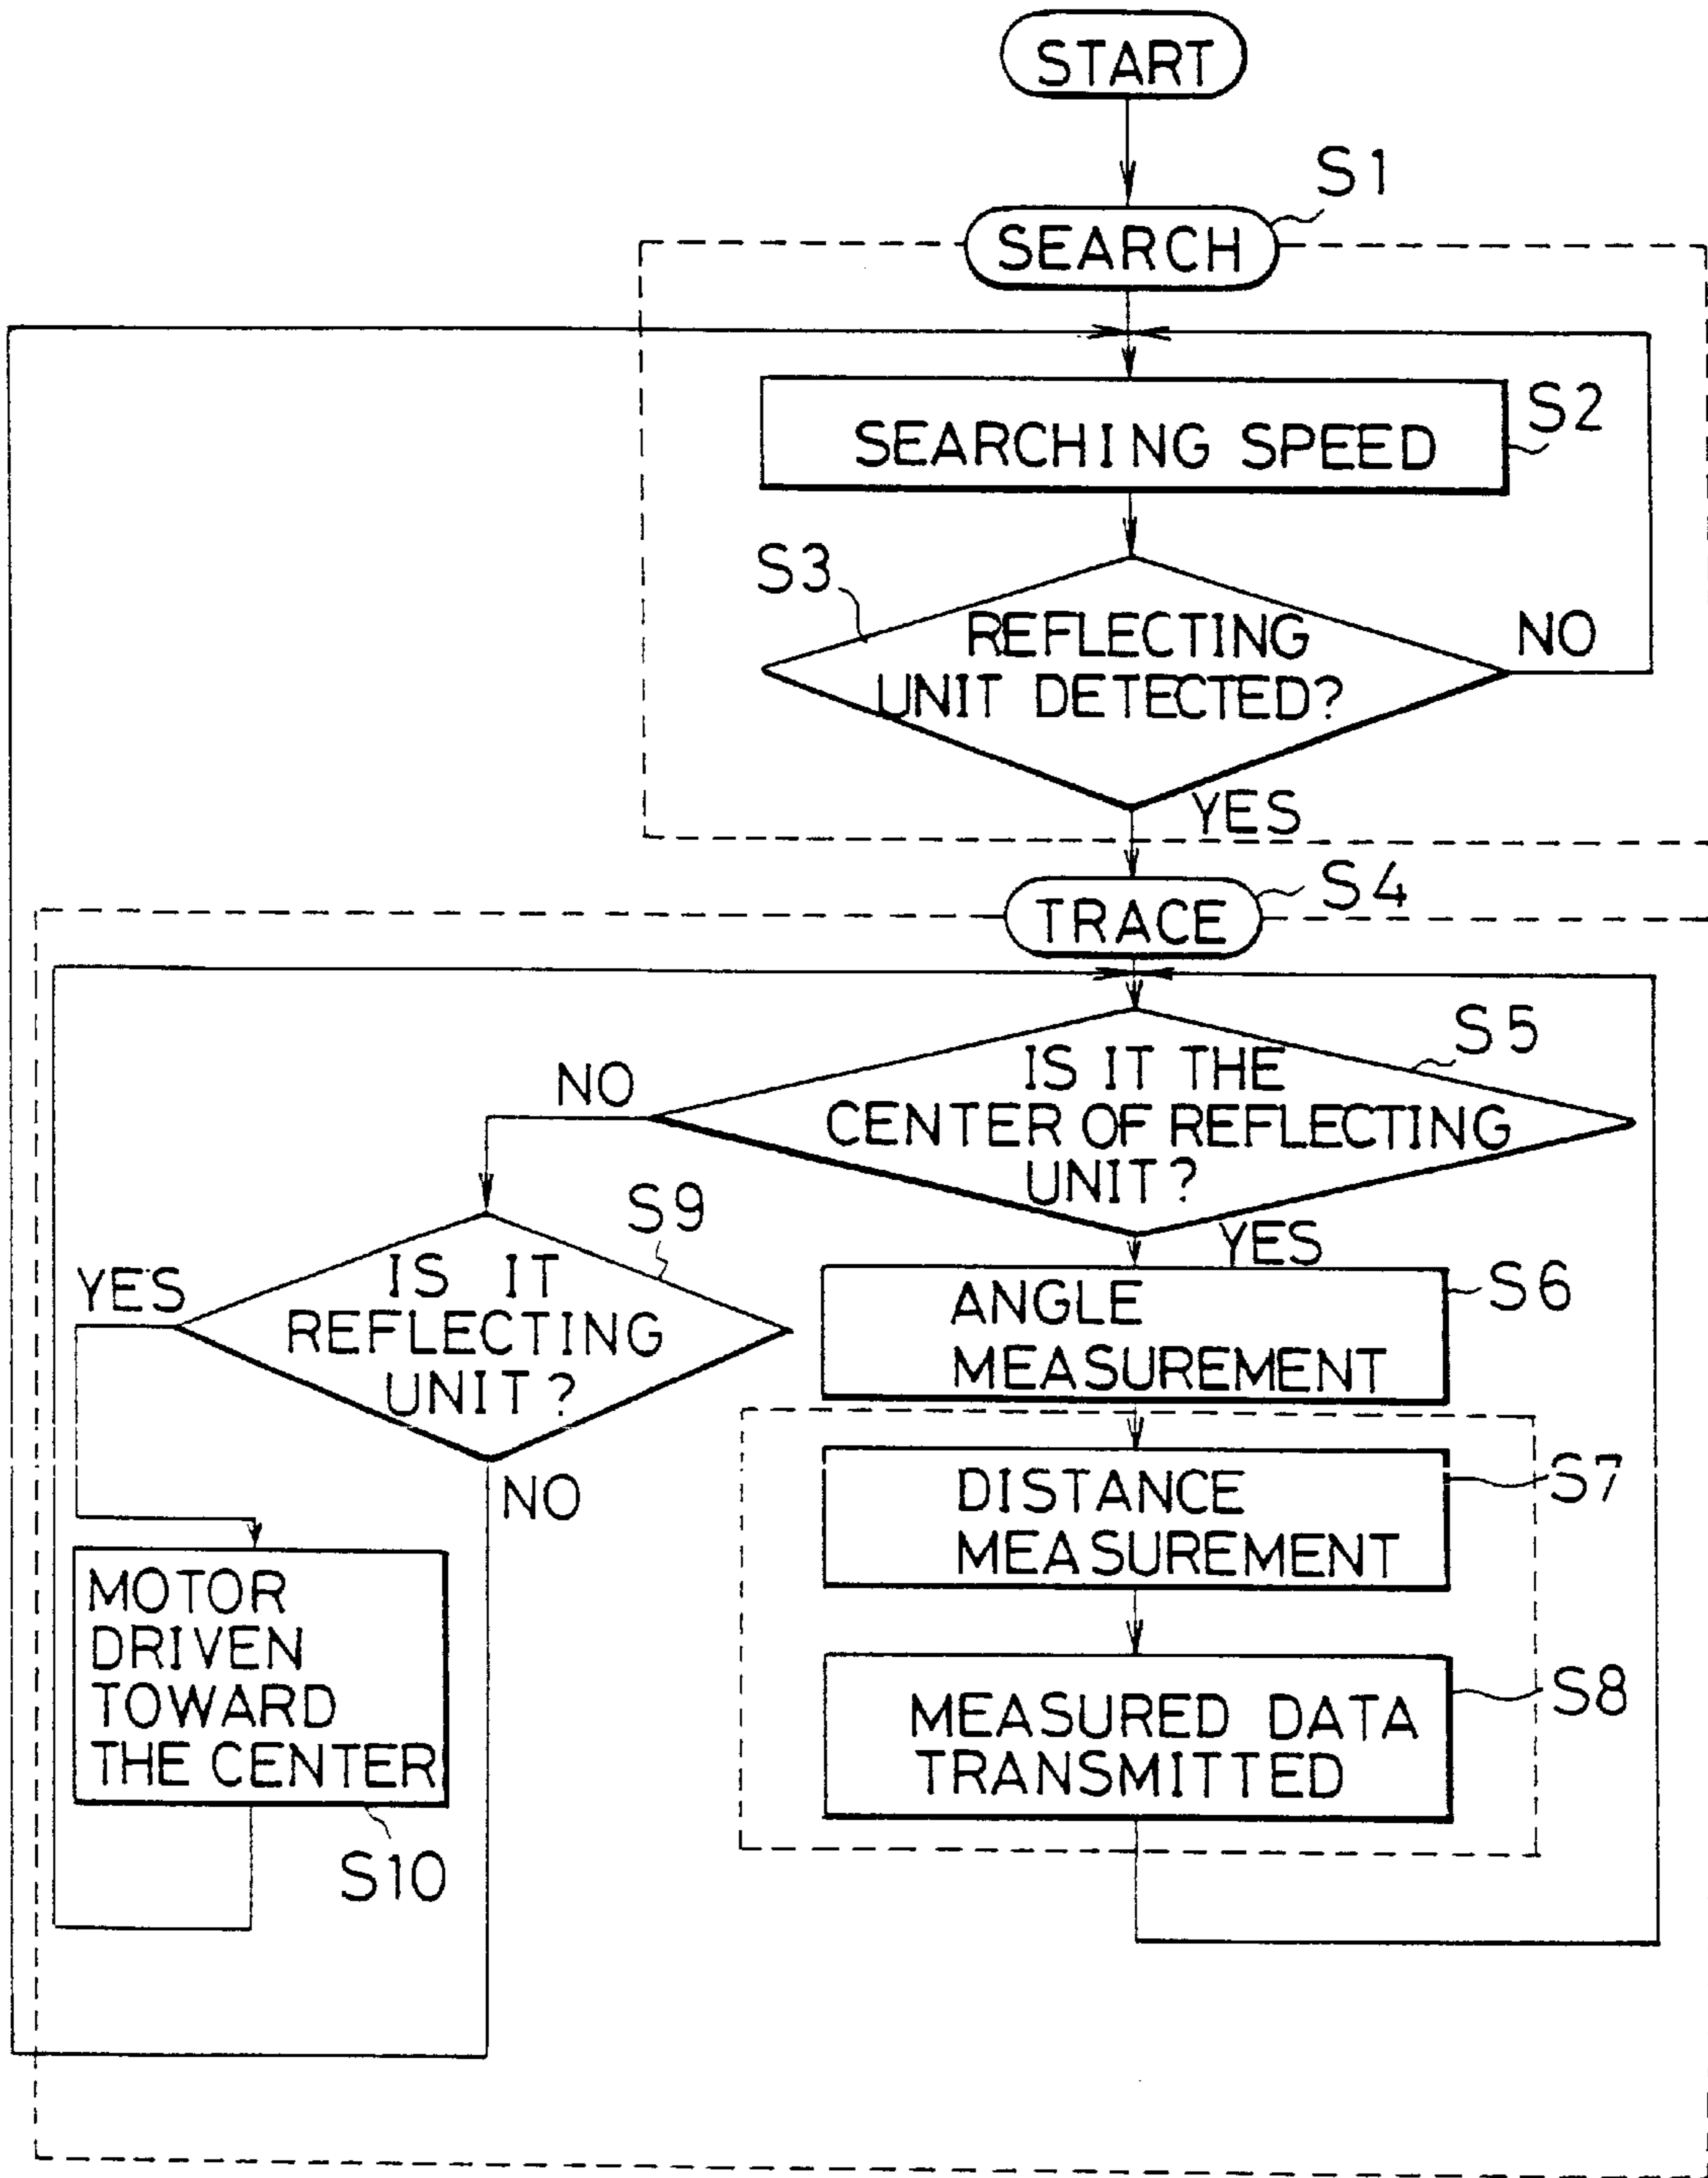 START
S1
SEARCH
S2
SEARCHING SPEED
S3
REFLECTING
UNIT DETECTED?
NO
YES
S4
TRACE
S5
IS IT THE
CENTER OF REFLECTING
UNIT?
NO
YES
S9
IS IT
REFLECTING
UNIT?
YES
NO
S6
ANGLE
MEASUREMENT
S7
DISTANCE
MEASUREMENT
S8
MEASURED DATA
TRANSMITTED
MOTOR
DRIVEN
TOWARD
THE CENTER
S10